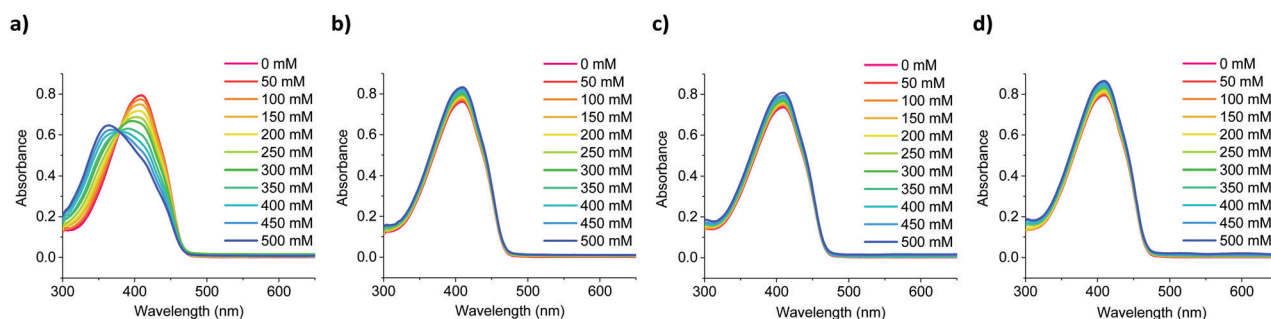 a)
0 mM
50 mM
100 mM
150 mM
200 mM
250 mM
300 mM
350 mM
400 mM
450 mM
500 mM
Absorbance
0.8
0.6
0.4
0.2
0.0
300 400 500 600
Wavelength (nm)
b)
0 mM
50 mM
100 mM
150 mM
200 mM
250 mM
300 mM
350 mM
400 mM
450 mM
500 mM
Absorbance
0.8
0.6
0.4
0.2
0.0
300 400 500 600
Wavelength (nm)
c)
0 mM
50 mM
100 mM
150 mM
200 mM
250 mM
300 mM
350 mM
400 mM
450 mM
500 mM
Absorbance
0.8
0.6
0.4
0.2
0.0
300 400 500 600
Wavelength (nm)
d)
0 mM
50 mM
100 mM
150 mM
200 mM
250 mM
300 mM
350 mM
400 mM
450 mM
500 mM
Absorbance
0.8
0.6
0.4
0.2
0.0
300 400 500 600
Wavelength (nm)